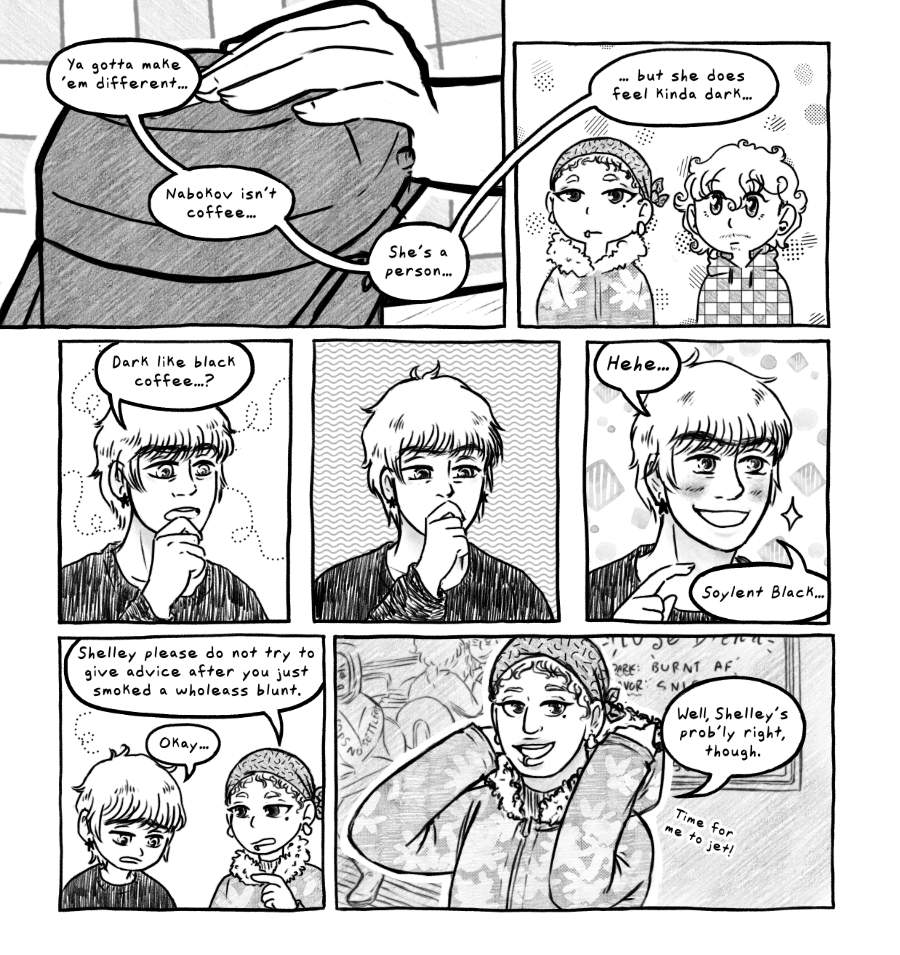 Ya gotta make
'em different...
Nabokov isn't
coffee...
She's a
person...
... but she does
feel kinda dark...
Dark like black
coffee...?
Hehe...
Soylent Black...
Shelley please do not try to
give advice after you just
smoked a wholeass blunt.
Okay...
BURNT AF
Well, Shelley's
prob'ly right,
though.
Time for
me to jet!